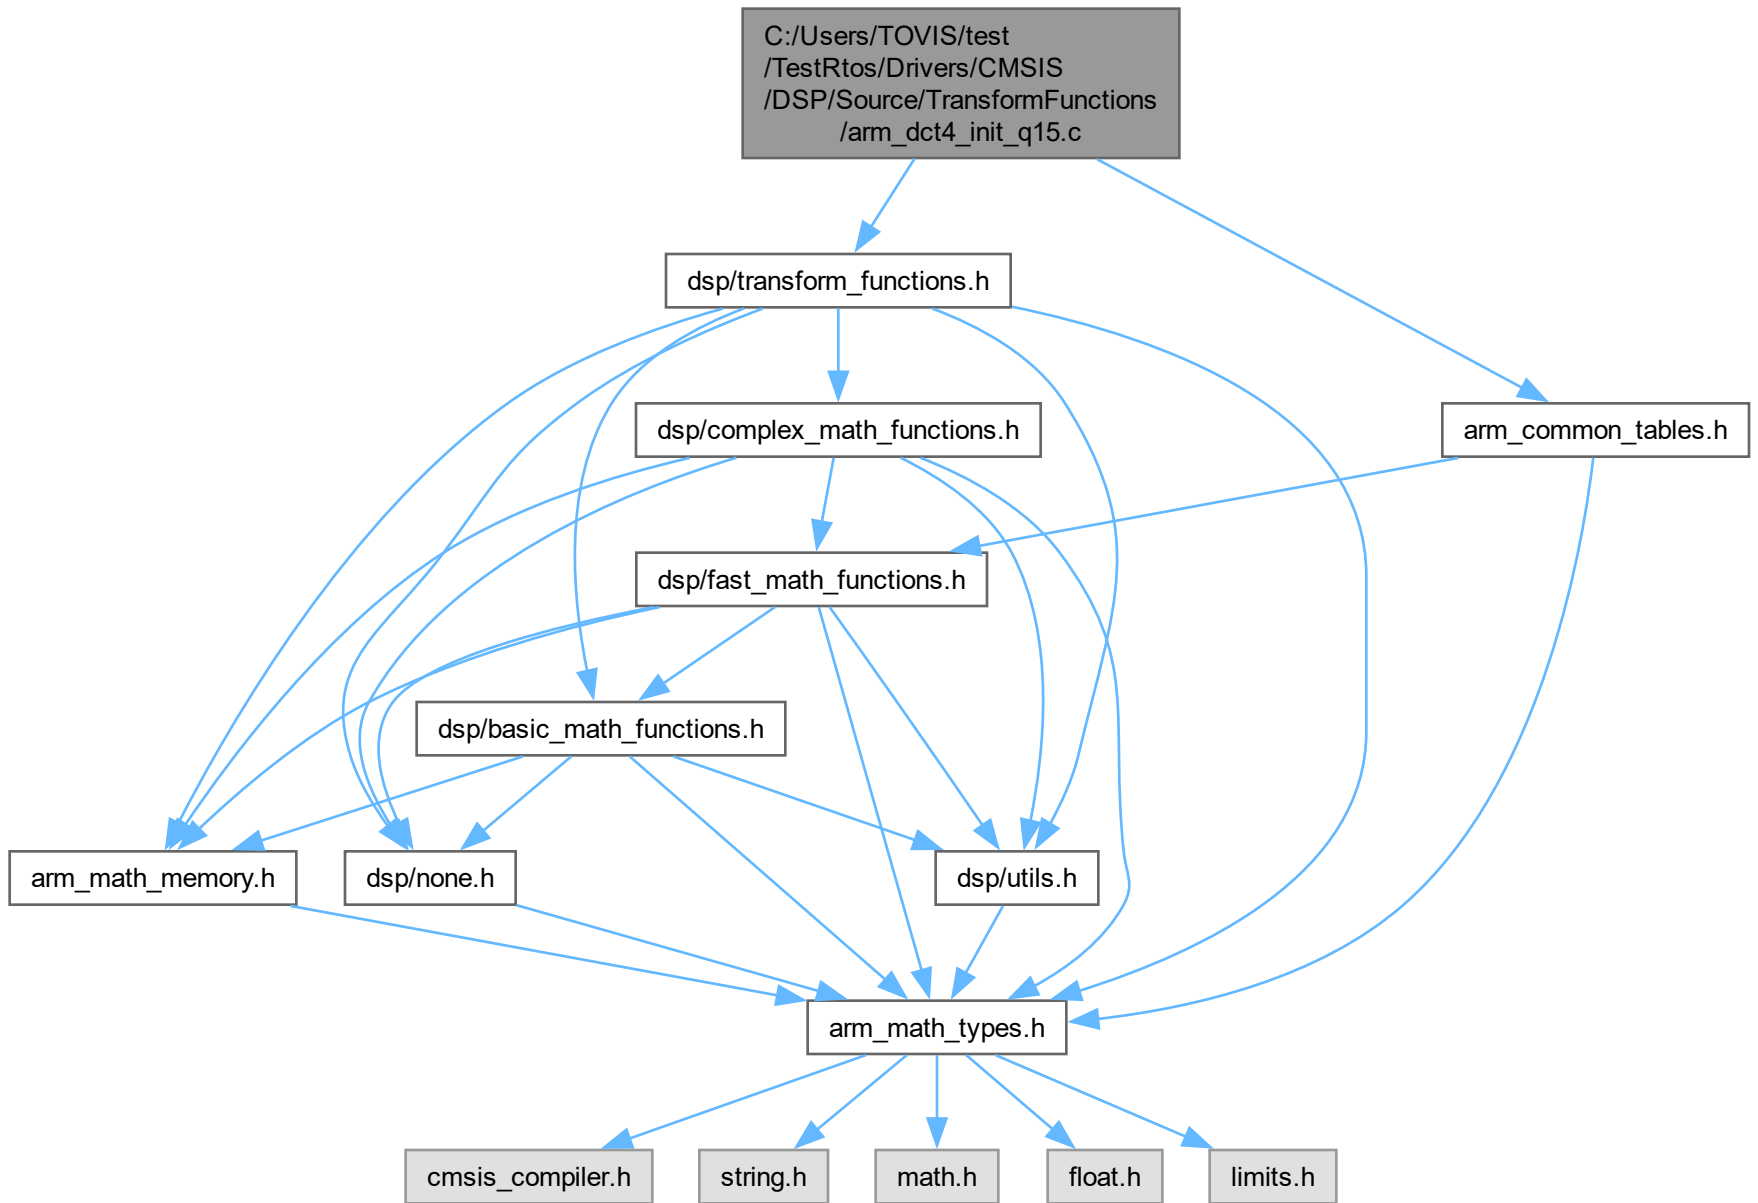 C:/Users/TOVIS/test
/TestRtos/Drivers/CMSIS
/DSP/Source/TransformFunctions
/arm_dct4_init_q15.c
dsp/transform_functions.h
dsp/complex_math_functions.h
arm_common_tables.h
dsp/fast_math_functions.h
dsp/basic_math_functions.h
arm_math_memory.h
dsp/none.h
dsp/utils.h
arm_math_types.h
cmsis_compiler.h
string.h
math.h
float.h
limits.h